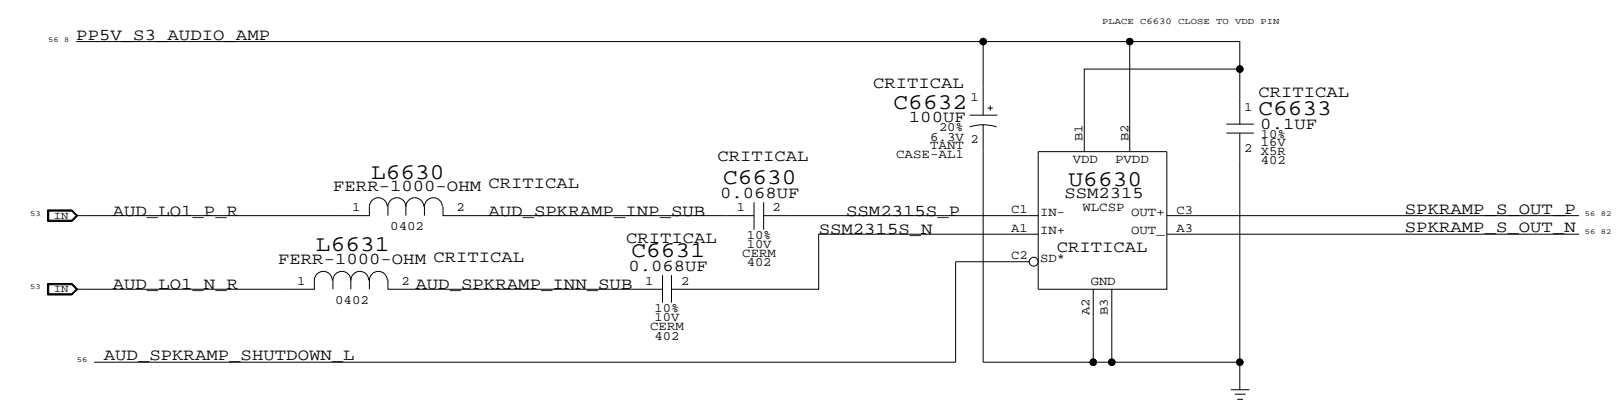 PLACE C6630 CLOSE TO VDD PIN
56 8 PP5V_S3_AUDIO_AMP
CRITICAL
C6632
100UF
20%
6.3V
TANT
CASE-AL1
1
+
2
CRITICAL
C6633
0.1UF
10%
16V
X5R
402
1
2
B1
B2
VDD PVDD
U6630
SSM2315
WLCSP
CRITICAL
L6630
FERR-1000-OHM CRITICAL
1 2
0402
CRITICAL
C6630
0.068UF
1 2
10%
10V
CERM
402
53 IN AUD_LO1_P_R
AUD_SPKRAMP_INP_SUB
SSM2315S_P
C1 IN-
OUT+ C3
SPKRAMP_S_OUT_P 56 82
SSM2315S_N
A1 IN+
OUT_ A3
SPKRAMP_S_OUT_N 56 82
C2 SD*
GND
A2
B3
L6631
FERR-1000-OHM CRITICAL
1 2
0402
CRITICAL
C6631
0.068UF
1 2
10%
10V
CERM
402
53 IN AUD_LO1_N_R
AUD_SPKRAMP_INN_SUB
56 AUD_SPKRAMP_SHUTDOWN_L